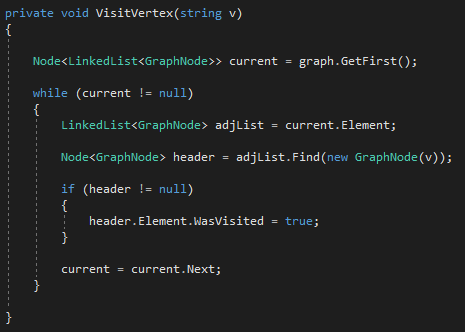 private void VisitVertex(string v)
{
Node<LinkedList<GraphNode>> current = graph.GetFirst();
while (current != null)
{
LinkedList<GraphNode> adjList = current.Element;
Node<GraphNode> header = adjList.Find(new GraphNode(v));
if (header != null)
{
header.Element.WasVisited = true;
}
current = current.Next;
}
}